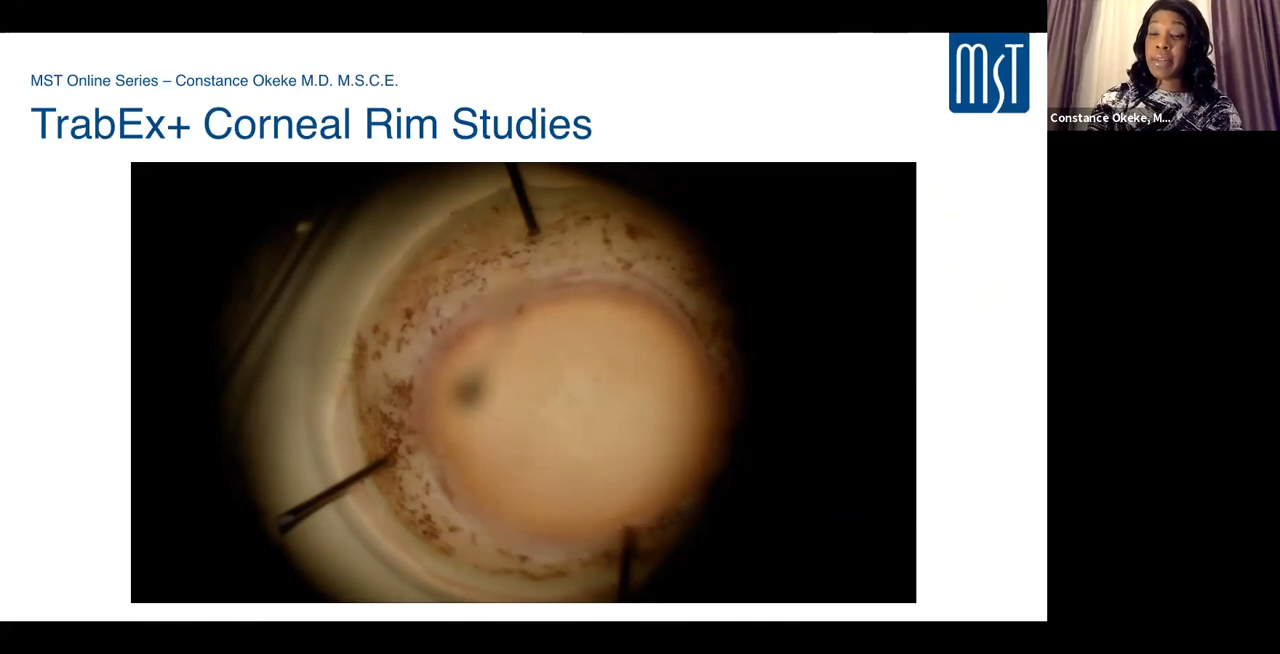 MST Online Series – Constance Okeke M.D. M.S.C.E.
TrabEx+ Corneal Rim Studies
MST
Constance Okeke, M...